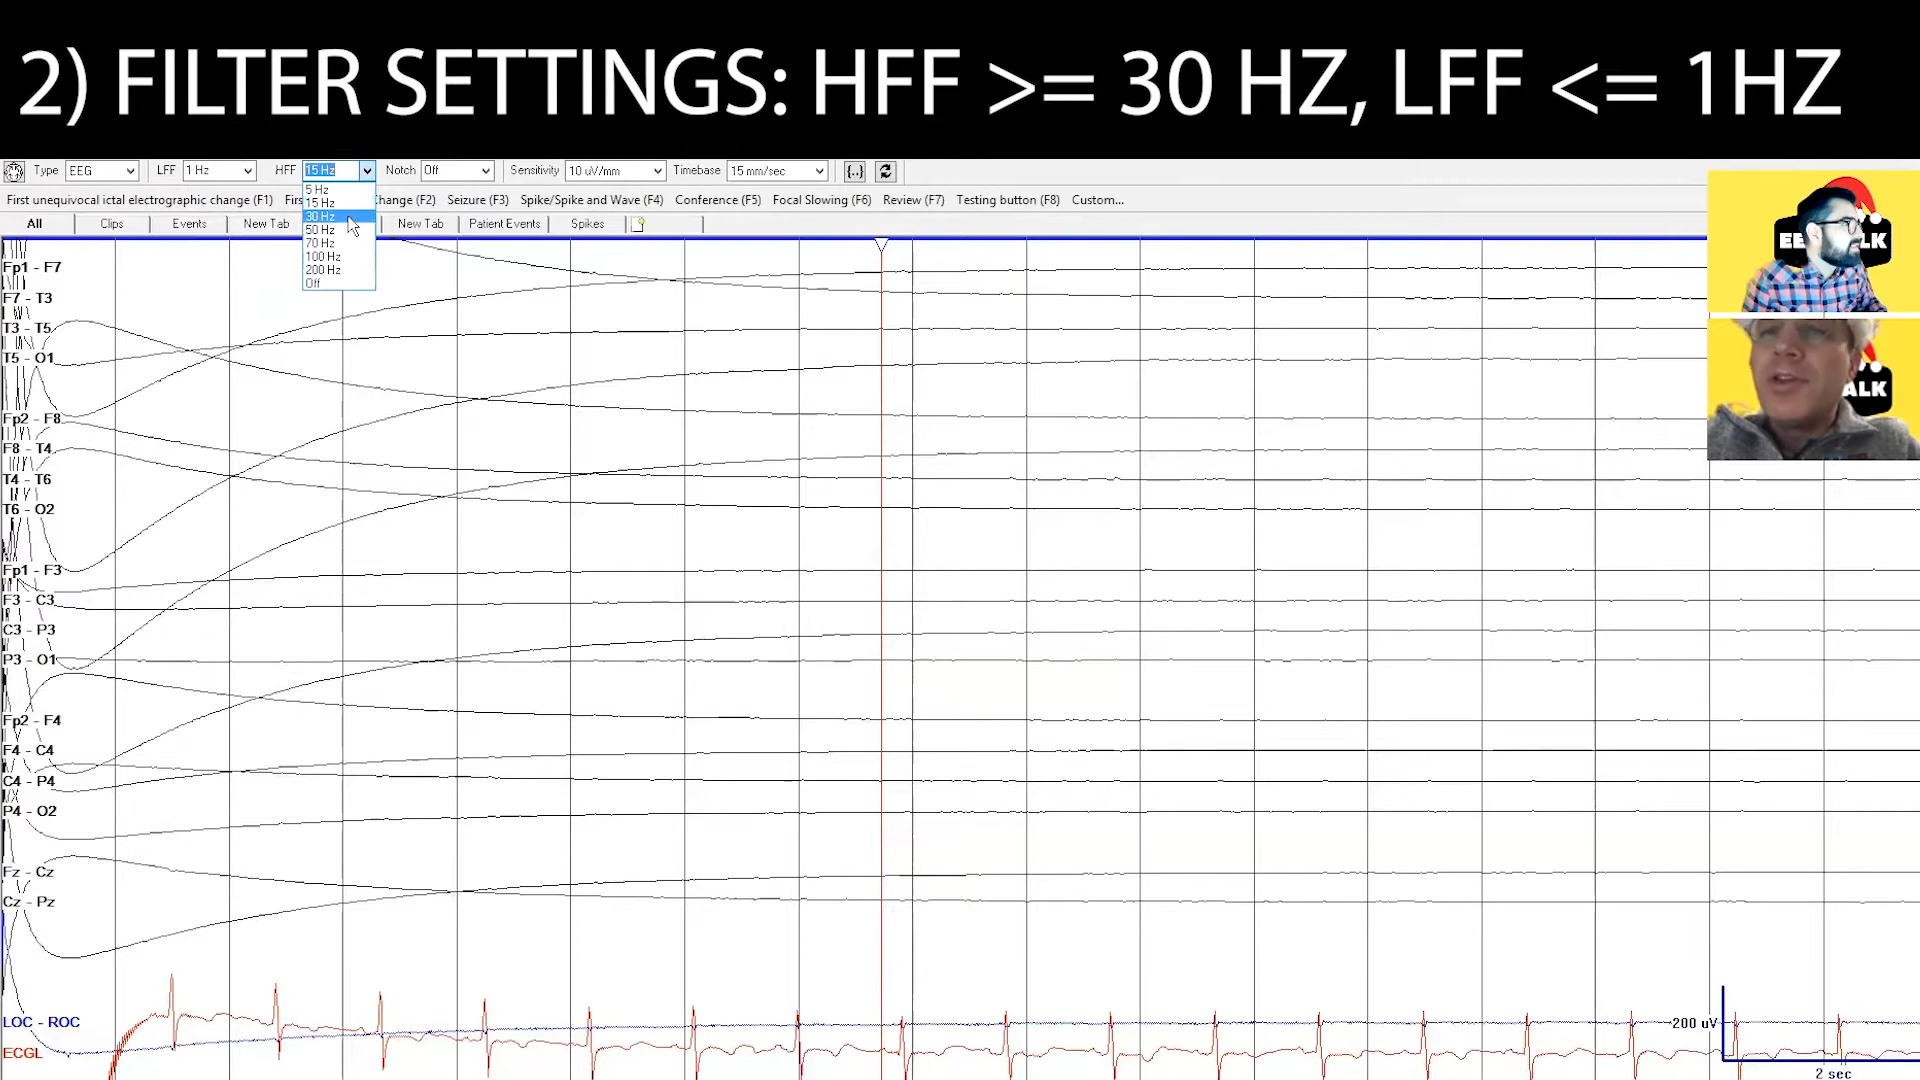 2) FILTER SETTINGS: HFF >= 30 HZ, LFF <= 1HZ
Type EEG LFF 1 Hz HFF 15 Hz Notch Off Sensitivity 10 uV/mm Timebase 15 mm/sec {..}
5 Hz
15 Hz
30 Hz
50 Hz
70 Hz
100 Hz
200 Hz
Off
First unequivocal ictal electrographic change (F1) Firs hange (F2) Seizure (F3) Spike/Spike and Wave (F4) Conference (F5) Focal Slowing (F6) Review (F7) Testing button (F8) Custom...
All Clips Events New Tab New Tab Patient Events Spikes
Fp1 - F7
F7 - T3
T3 - T5
T5 - O1
Fp2 - F8
F8 - T4
T4 - T6
T6 - O2
Fp1 - F3
F3 - C3
C3 - P3
P3 - O1
Fp2 - F4
F4 - C4
C4 - P4
P4 - O2
Fz - Cz
Cz - Pz
LOC - ROC
ECGL
200 uV
2 sec
EE LK
ALK